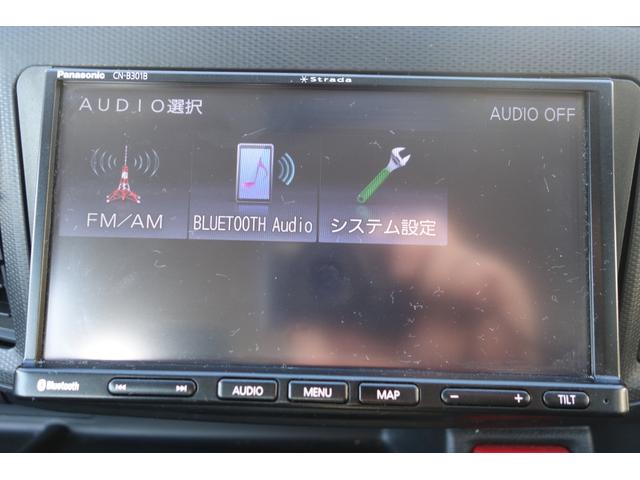 Panasonic CN-B301B
Strada
AUDIO選択
AUDIO OFF
FM/AM
BLUETOOTH Audio
システム設定
Bluetooth
AUDIO
MENU
MAP
- +
TILT